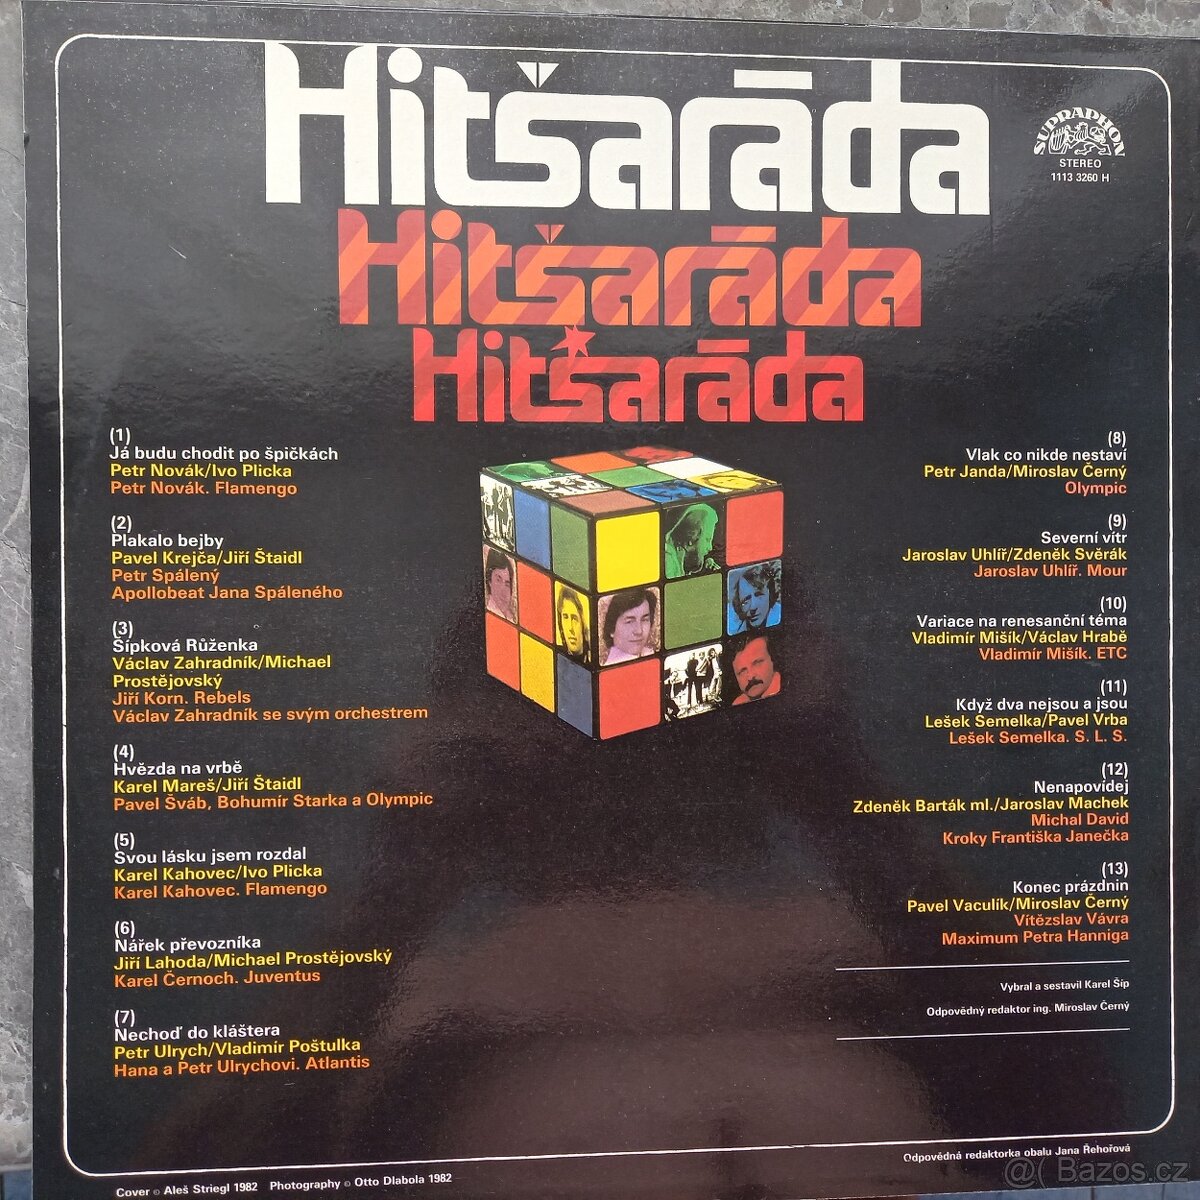 Hitšaráda
Hitšaráda
Hitšaráda
SUPRAPHON
STEREO
1113 3260 H
(1)
Já budu chodit po špičkách
Petr Novák/Ivo Plicka
Petr Novák. Flamengo
(2)
Plakalo bejby
Pavel Krejča/Jiří Štaidl
Petr Spálený
Apollobeat Jana Spáleného
(3)
Šípková Růženka
Václav Zahradník/Michael
Prostějovský
Jiří Korn. Rebels
Václav Zahradník se svým orchestrem
(4)
Hvězda na vrbě
Karel Mareš/Jiří Štaidl
Pavel Šváb, Bohumír Starka a Olympic
(5)
Svou lásku jsem rozdal
Karel Kahovec/Ivo Plicka
Karel Kahovec. Flamengo
(6)
Nářek převozníka
Jiří Lahoda/Michael Prostějovský
Karel Černoch. Juventus
(7)
Nechoď do kláštera
Petr Ulrych/Vladimír Poštulka
Hana a Petr Ulrychovi. Atlantis
(8)
Vlak co nikde nestaví
Petr Janda/Miroslav Černý
Olympic
(9)
Severní vítr
Jaroslav Uhlíř/Zdeněk Svěrák
Jaroslav Uhlíř. Mour
(10)
Variace na renesanční téma
Vladimír Mišík/Václav Hrabě
Vladimír Mišík. ETC
(11)
Když dva nejsou a jsou
Lešek Semelka/Pavel Vrba
Lešek Semelka. S. L. S.
(12)
Nenapovídej
Zdeněk Barták ml./Jaroslav Machek
Michal David
Kroky Františka Janečka
(13)
Konec prázdnin
Pavel Vaculík/Miroslav Černý
Vítězslav Vávra
Maximum Petra Hanniga
Vybral a sestavil Karel Šíp
Odpovědný redaktor ing. Miroslav Černý
Odpovědná redaktorka obalu Jana Řehořová
Cover © Aleš Striegl 1982 Photography © Otto Dlabola 1982
@( Bazos.cz